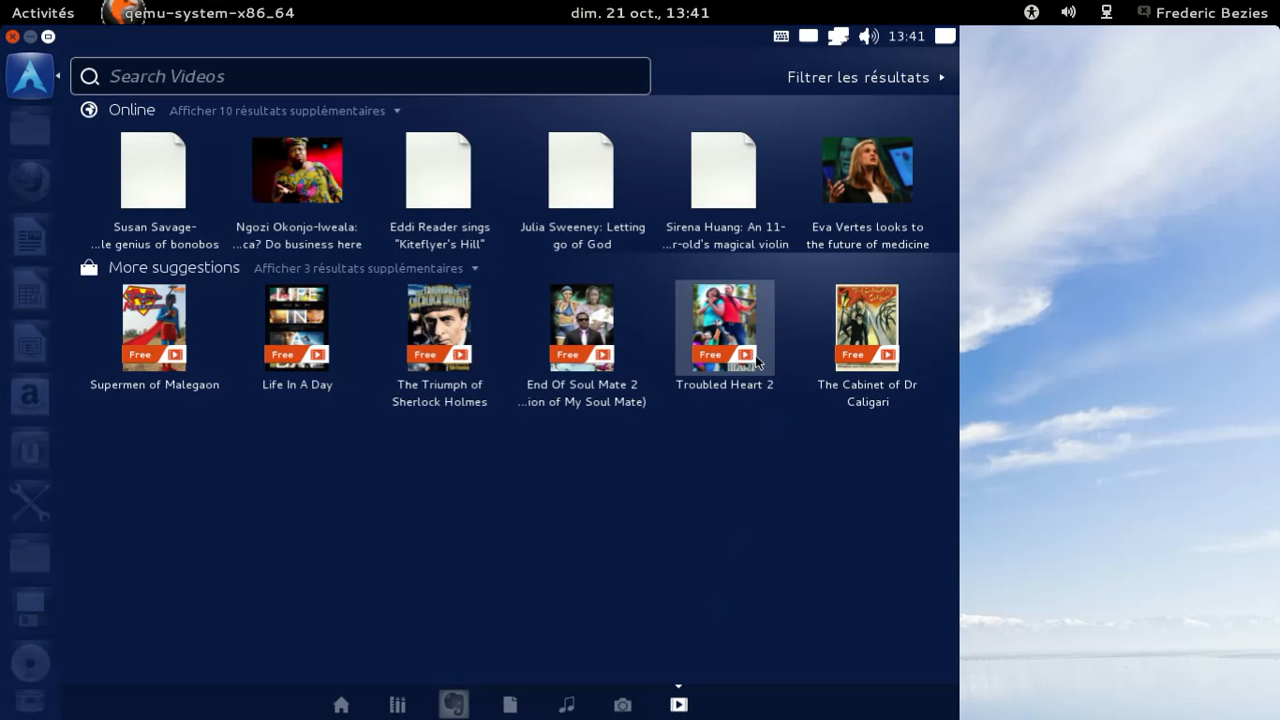 Activités qemu-system-x86_64 dim. 21 oct., 13:41 Frederic Bezies
13:41
Search Videos Filtrer les résultats
Online Afficher 10 résultats supplémentaires
Susan Savage-
...le genius of bonobos
Ngozi Okonjo-Iweala:
...ca? Do business here
Eddi Reader sings
"Kiteflyer's Hill"
Julia Sweeney: Letting
go of God
Sirena Huang: An 11-
...r-old's magical violin
Eva Vertes looks to
the future of medicine
More suggestions Afficher 3 résultats supplémentaires
Free
Free
Free
Free
Free
Free
Supermen of Malegaon
Life In A Day
The Triumph of
Sherlock Holmes
End Of Soul Mate 2
...ion of My Soul Mate)
Troubled Heart 2
The Cabinet of Dr
Caligari